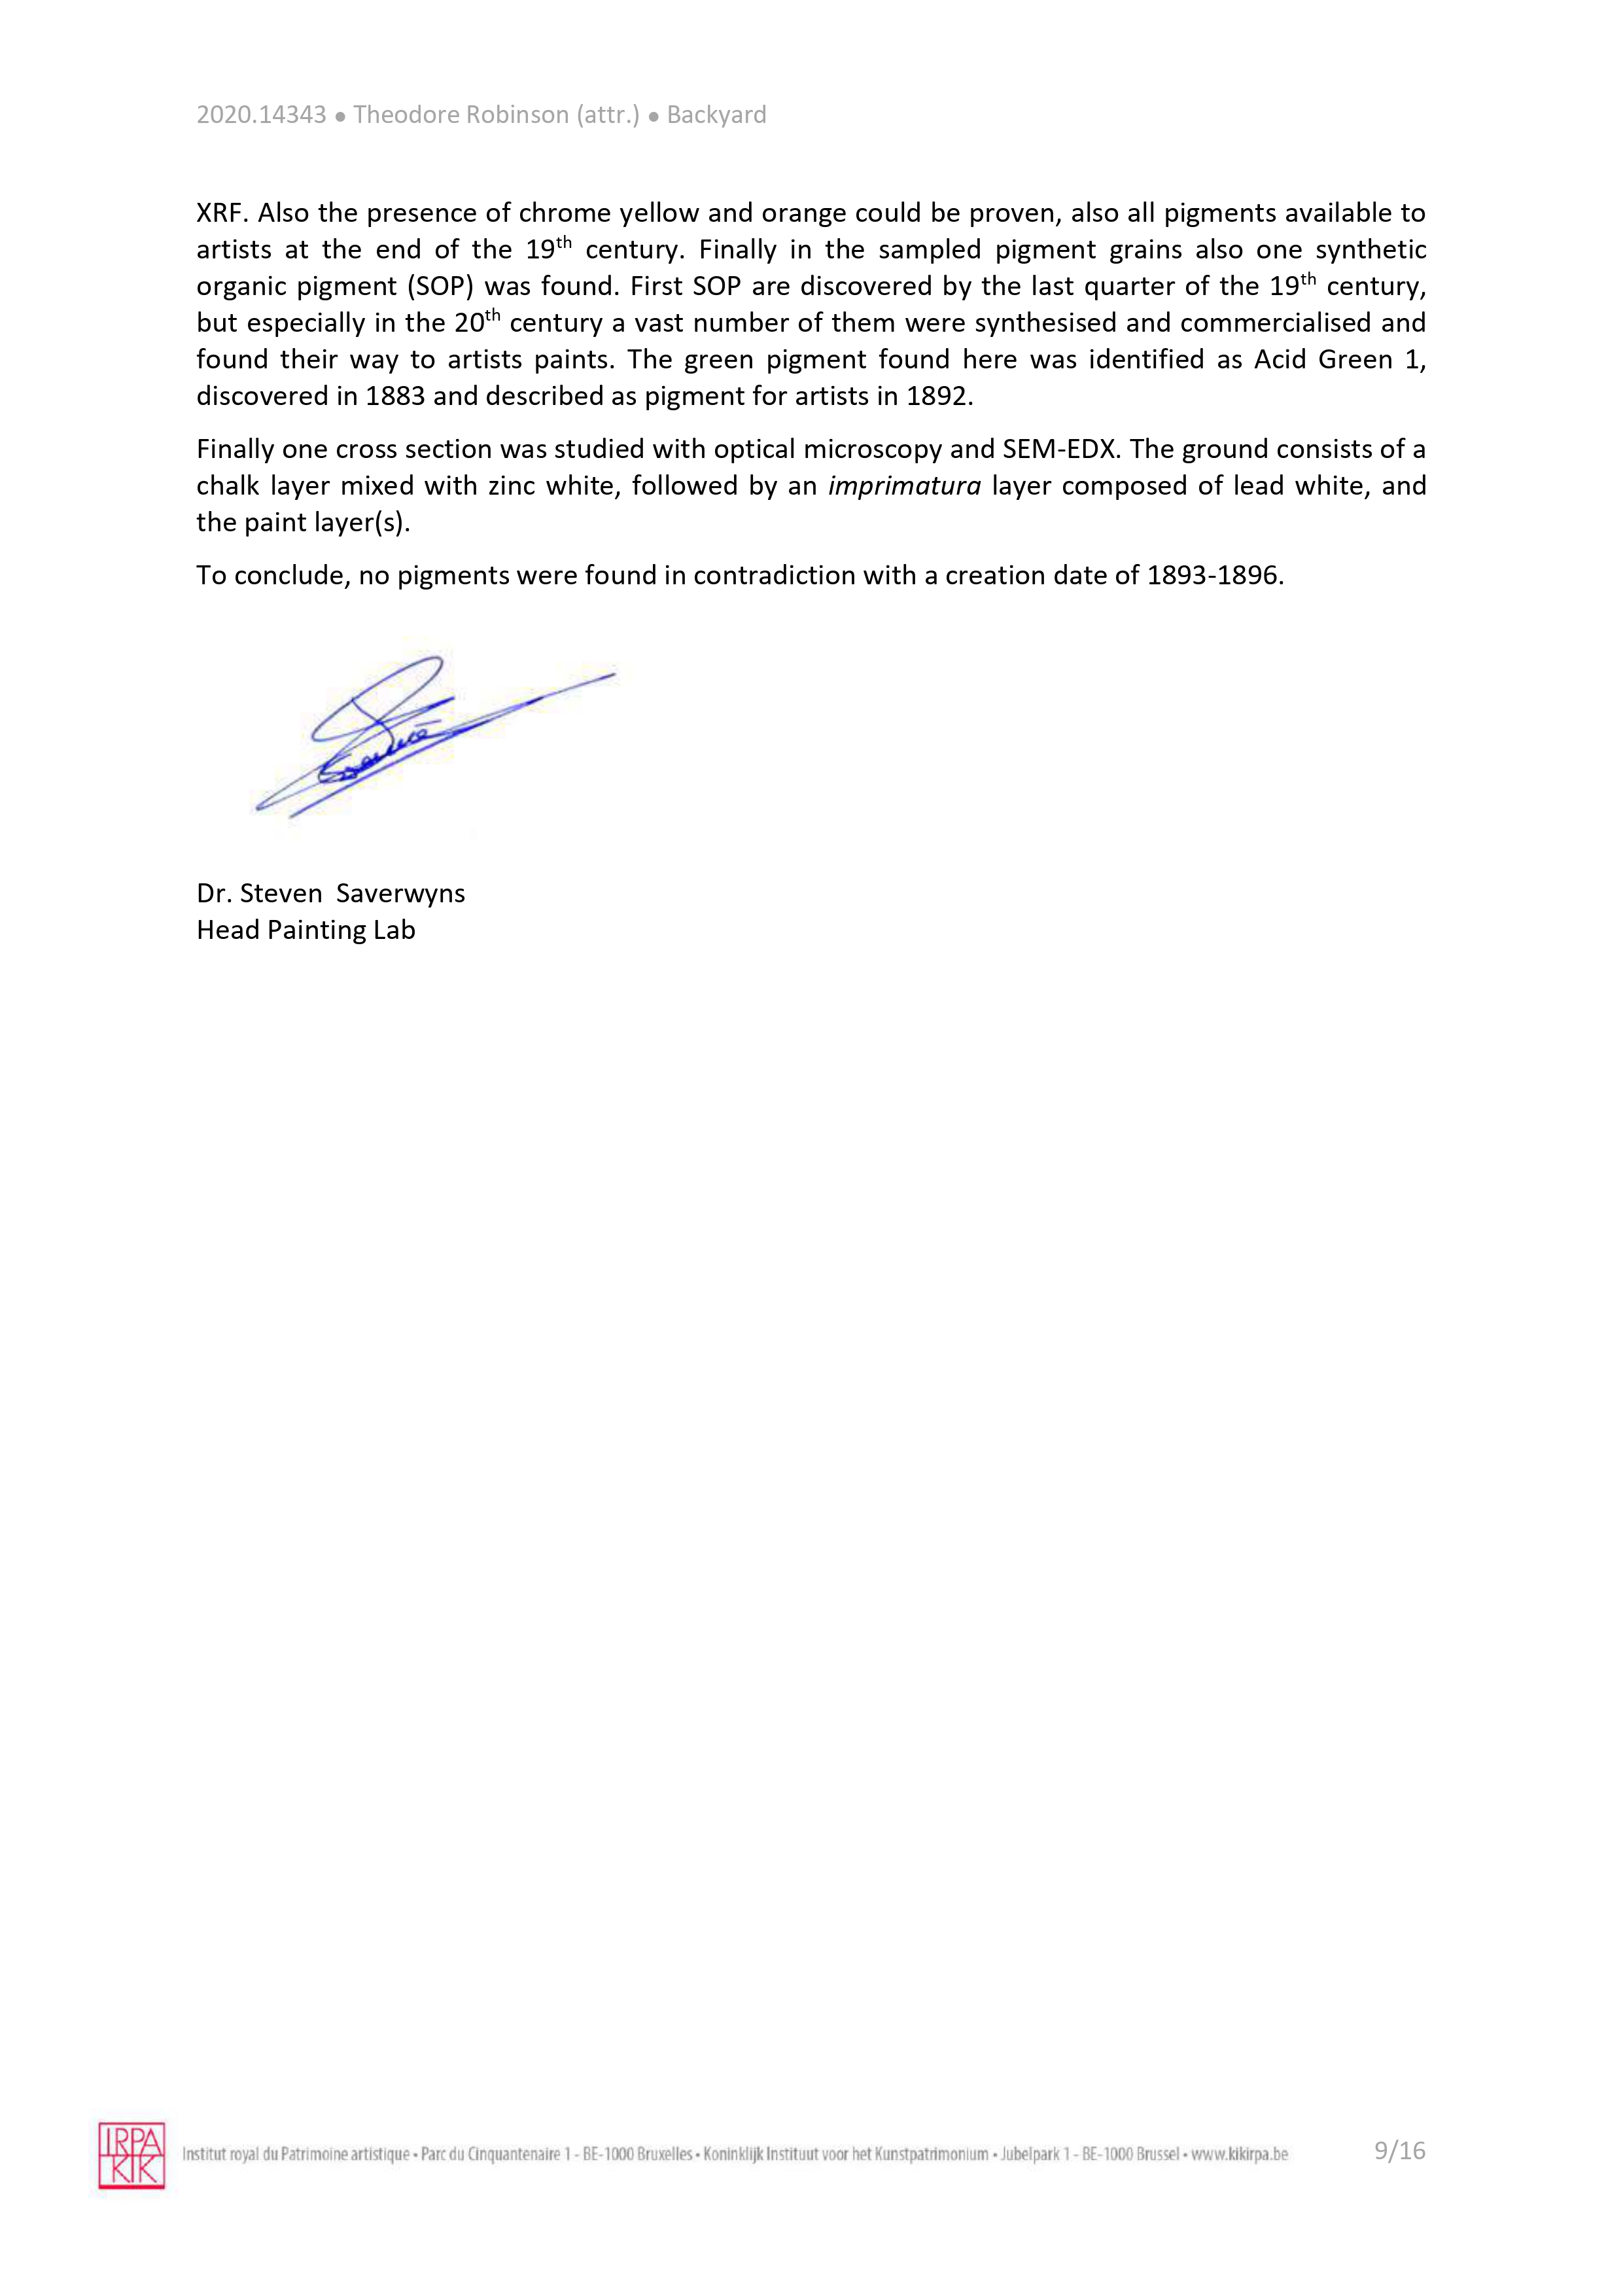 2020.14343 ● Theodore Robinson (attr.) ● Backyard
XRF. Also the presence of chrome yellow and orange could be proven, also all pigments available to
artists at the end of the 19th century. Finally in the sampled pigment grains also one synthetic
organic pigment (SOP) was found. First SOP are discovered by the last quarter of the 19th century,
but especially in the 20th century a vast number of them were synthesised and commercialised and
found their way to artists paints. The green pigment found here was identified as Acid Green 1,
discovered in 1883 and described as pigment for artists in 1892.
Finally one cross section was studied with optical microscopy and SEM-EDX. The ground consists of a
chalk layer mixed with zinc white, followed by an imprimatura layer composed of lead white, and
the paint layer(s).
To conclude, no pigments were found in contradiction with a creation date of 1893-1896.
Dr. Steven Saverwyns
Head Painting Lab
IRPA
KIK
Institut royal du Patrimoine artistique • Parc du Cinquantenaire 1 - BE-1000 Bruxelles • Koninklijk Instituut voor het Kunstpatrimonium • Jubelpark 1 - BE-1000 Brussel • www.kikirpa.be
9/16